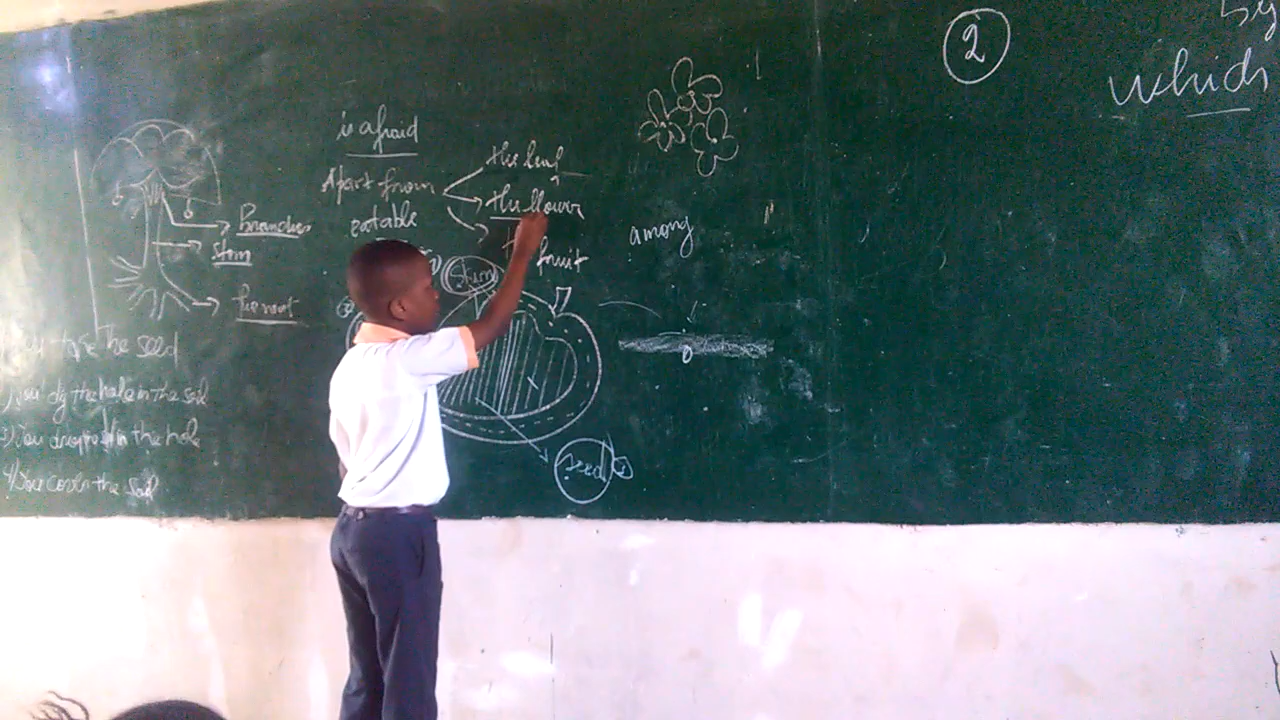 by
2
which
is afraid
Apart from
the leaf
the flower
eatable
fruit
among
Branches
Stem
the root
Stem
the seed
you dig the hole in the soil
You drop it in the hole
4) You cover the soil
seed